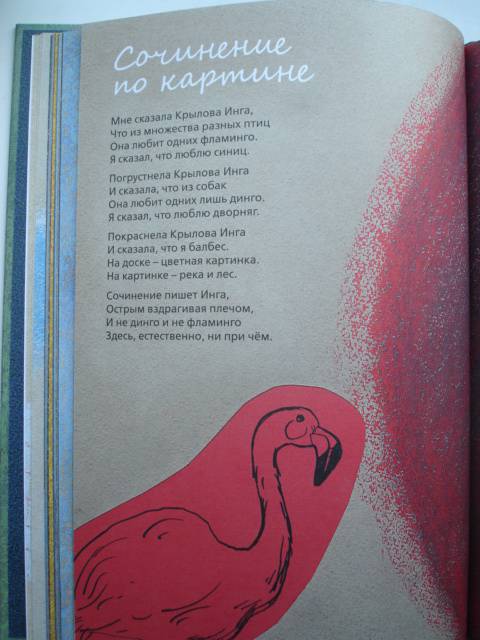 Сочинение
по картине
Мне сказала Крылова Инга,
Что из множества разных птиц
Она любит одних фламинго.
Я сказал, что люблю синиц.
Погрустнела Крылова Инга
И сказала, что из собак
Она любит одних лишь динго.
Я сказал, что люблю дворняг.
Покраснела Крылова Инга
И сказала, что я балбес.
На доске – цветная картинка.
На картинке – река и лес.
Сочинение пишет Инга,
Острым вздрагивая плечом,
И не динго и не фламинго
Здесь, естественно, ни при чём.